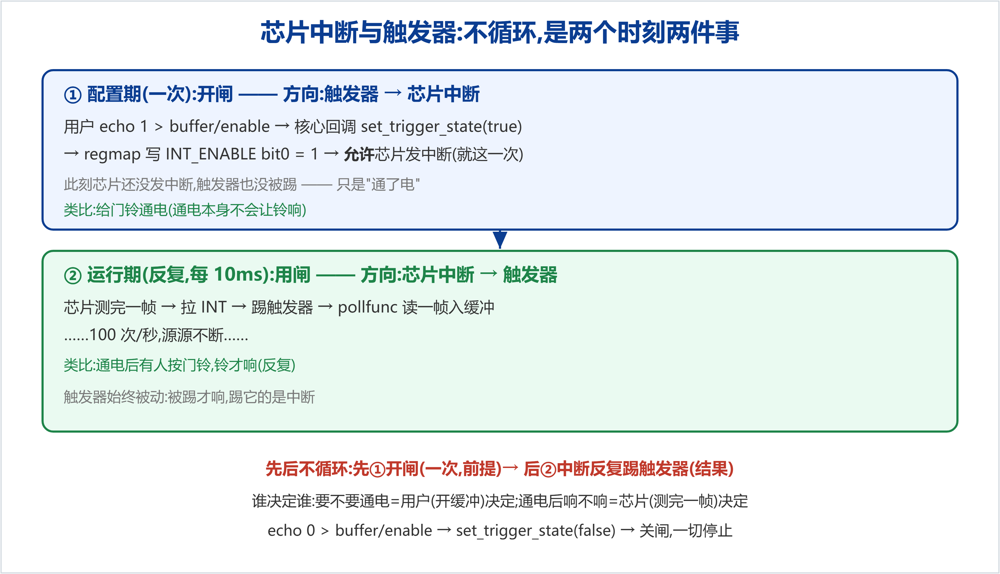 芯片中断与触发器:不循环,是两个时刻两件事
① 配置期(一次):开闸 —— 方向:触发器 → 芯片中断
用户 echo 1 > buffer/enable → 核心回调 set_trigger_state(true)
→ regmap 写 INT_ENABLE bit0 = 1 → 允许芯片发中断(就这一次)
此刻芯片还没发中断,触发器也没被踢 —— 只是"通了电"
类比:给门铃通电(通电本身不会让铃响)
② 运行期(反复,每 10ms):用闸 —— 方向:芯片中断 → 触发器
芯片测完一帧 → 拉 INT → 踢触发器 → pollfunc 读一帧入缓冲
……100 次/秒,源源不断……
类比:通电后有人按门铃,铃才响(反复)
触发器始终被动:被踢才响,踢它的是中断
先后不循环:先①开闸(一次,前提)→ 后②中断反复踢触发器(结果)
谁决定谁:要不要通电=用户(开缓冲)决定;通电后响不响=芯片(测完一帧)决定
echo 0 > buffer/enable → set_trigger_state(false) → 关闸,一切停止